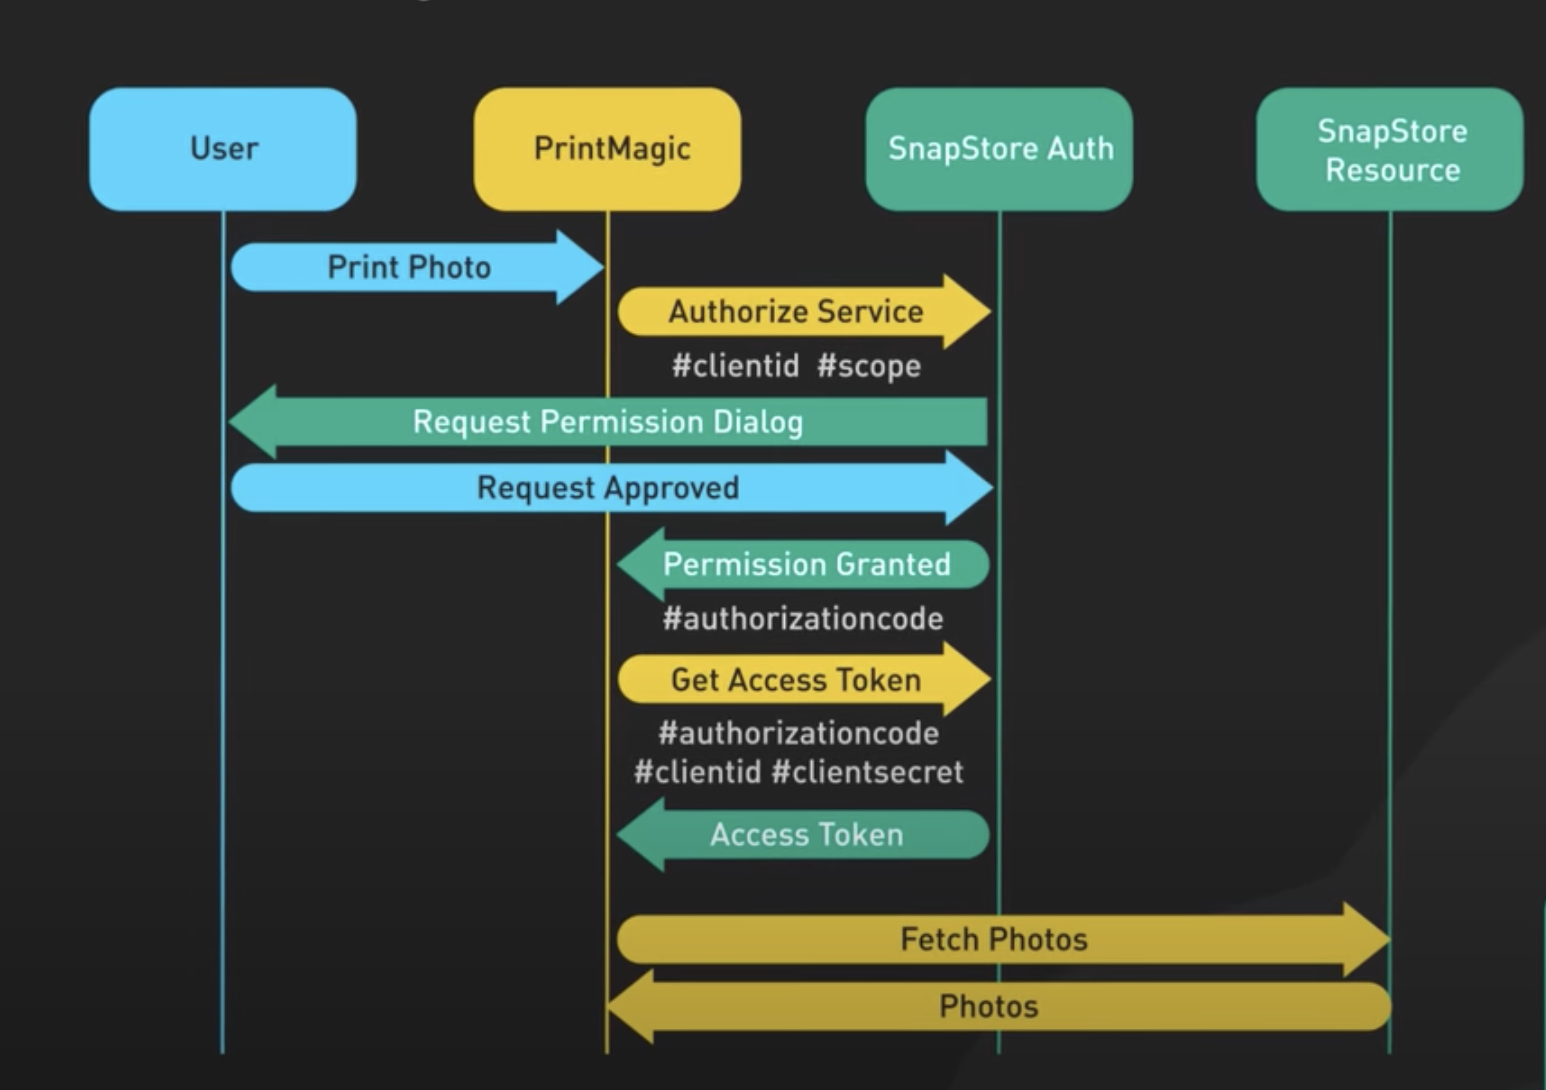 User
PrintMagic
SnapStore Auth
SnapStore
Resource
Print Photo
Authorize Service
#clientid #scope
Request Permission Dialog
Request Approved
Permission Granted
#authorizationcode
Get Access Token
#authorizationcode
#clientid #clientsecret
Access Token
Fetch Photos
Photos